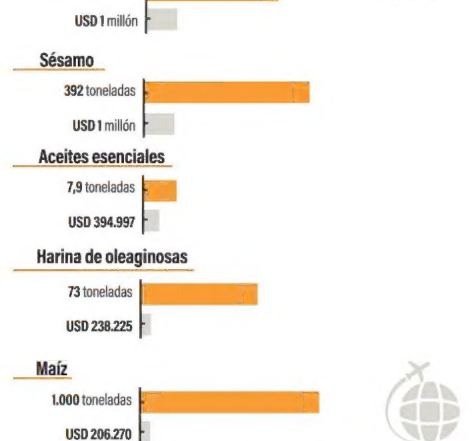 USD 1 millón
Sésamo
392 toneladas
USD 1 millón
Aceites esenciales
7,9 toneladas
USD 394.997
Harina de oleaginosas
73 toneladas
USD 238.225
Maíz
1.000 toneladas
USD 206.270